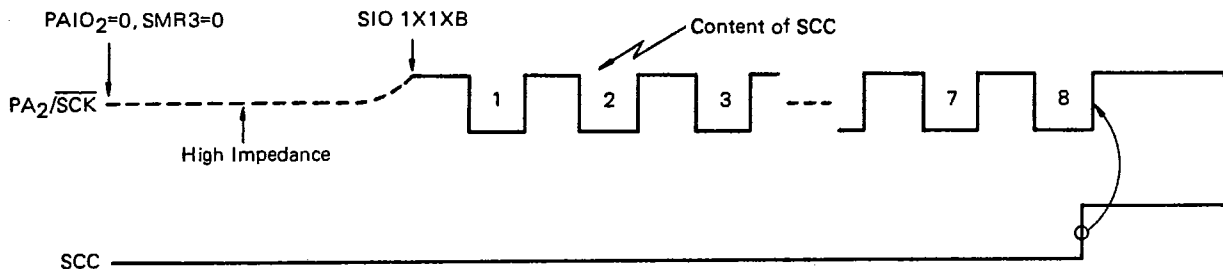 PAIO2=0, SMR3=0
SIO 1X1XB
Content of SCC
PA2/SCK
1 2 3 7 8
High Impedance
SCC